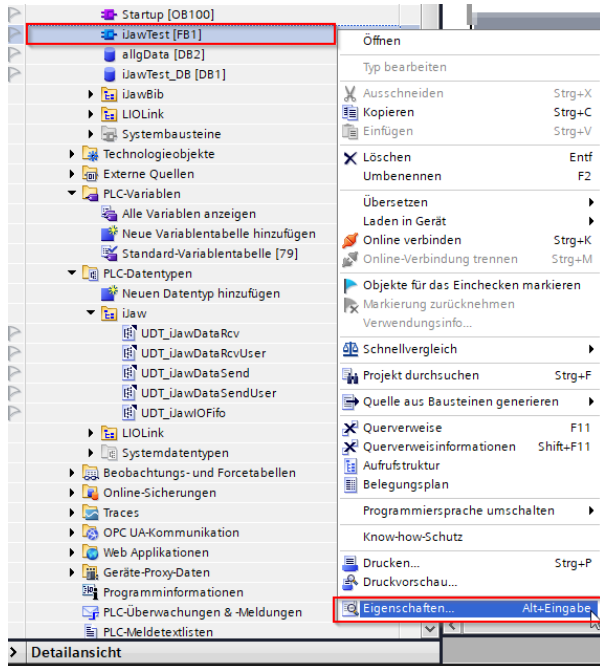 Startup [OB100]
iJawTest [FB1]
allgData [DB2]
iJawTest_DB [DB1]
iJawBib
LIOLink
Systembausteine
Technologieobjekte
Externe Quellen
PLC-Variablen
Alle Variablen anzeigen
Neue Variablentabelle hinzufügen
Standard-Variablentabelle [79]
PLC-Datentypen
Neuen Datentyp hinzufügen
iJaw
UDT_iJawDataRcv
UDT_iJawDataRcvUser
UDT_iJawDataSend
UDT_iJawDataSendUser
UDT_iJawIOFifo
LIOLink
Systemdatentypen
Beobachtungs- und Forcetabellen
Online-Sicherungen
Traces
OPC UA-Kommunikation
Web Applikationen
Geräte-Proxy-Daten
Programminformationen
PLC-Überwachungen & -Meldungen
PLC-Meldetextlisten
Detailansicht
Öffnen
Typ bearbeiten
Ausschneiden Strg+X
Kopieren Strg+C
Einfügen Strg+V
Löschen Entf
Umbenennen F2
Übersetzen
Laden in Gerät
Online verbinden Strg+K
Online-Verbindung trennen Strg+M
Objekte für das Einchecken markieren
Markierung zurücknehmen
Verwendungsinfo...
Schnellvergleich
Projekt durchsuchen Strg+F
Quelle aus Bausteinen generieren
Querverweise F11
Querverweisinformationen Shift+F11
Aufrufstruktur
Belegungsplan
Programmiersprache umschalten
Know-how-Schutz
Drucken... Strg+P
Druckvorschau...
Eigenschaften... Alt+Eingabe